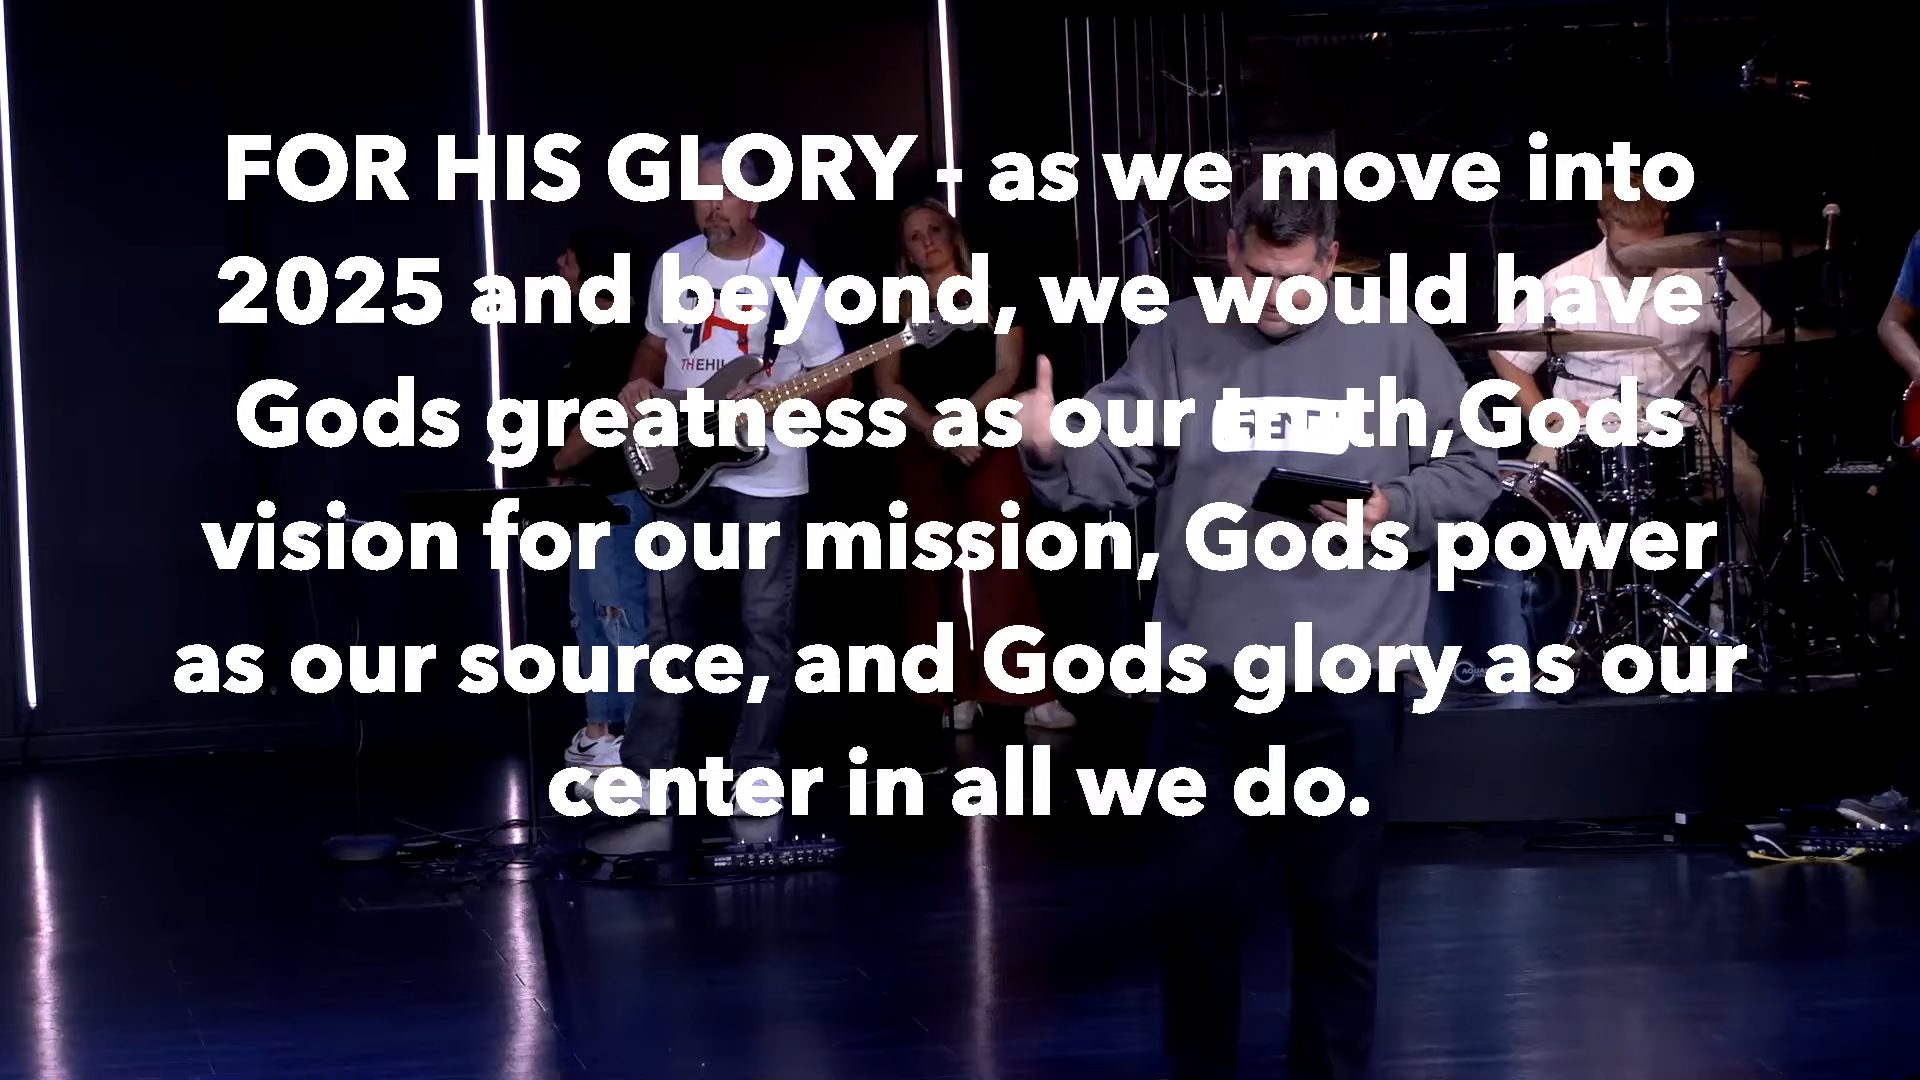 FOR HIS GLORY - as we move into
2025 and beyond, we would have
Gods greatness as our truth,Gods
vision for our mission, Gods power
as our source, and Gods glory as our
center in all we do.
THEHIL